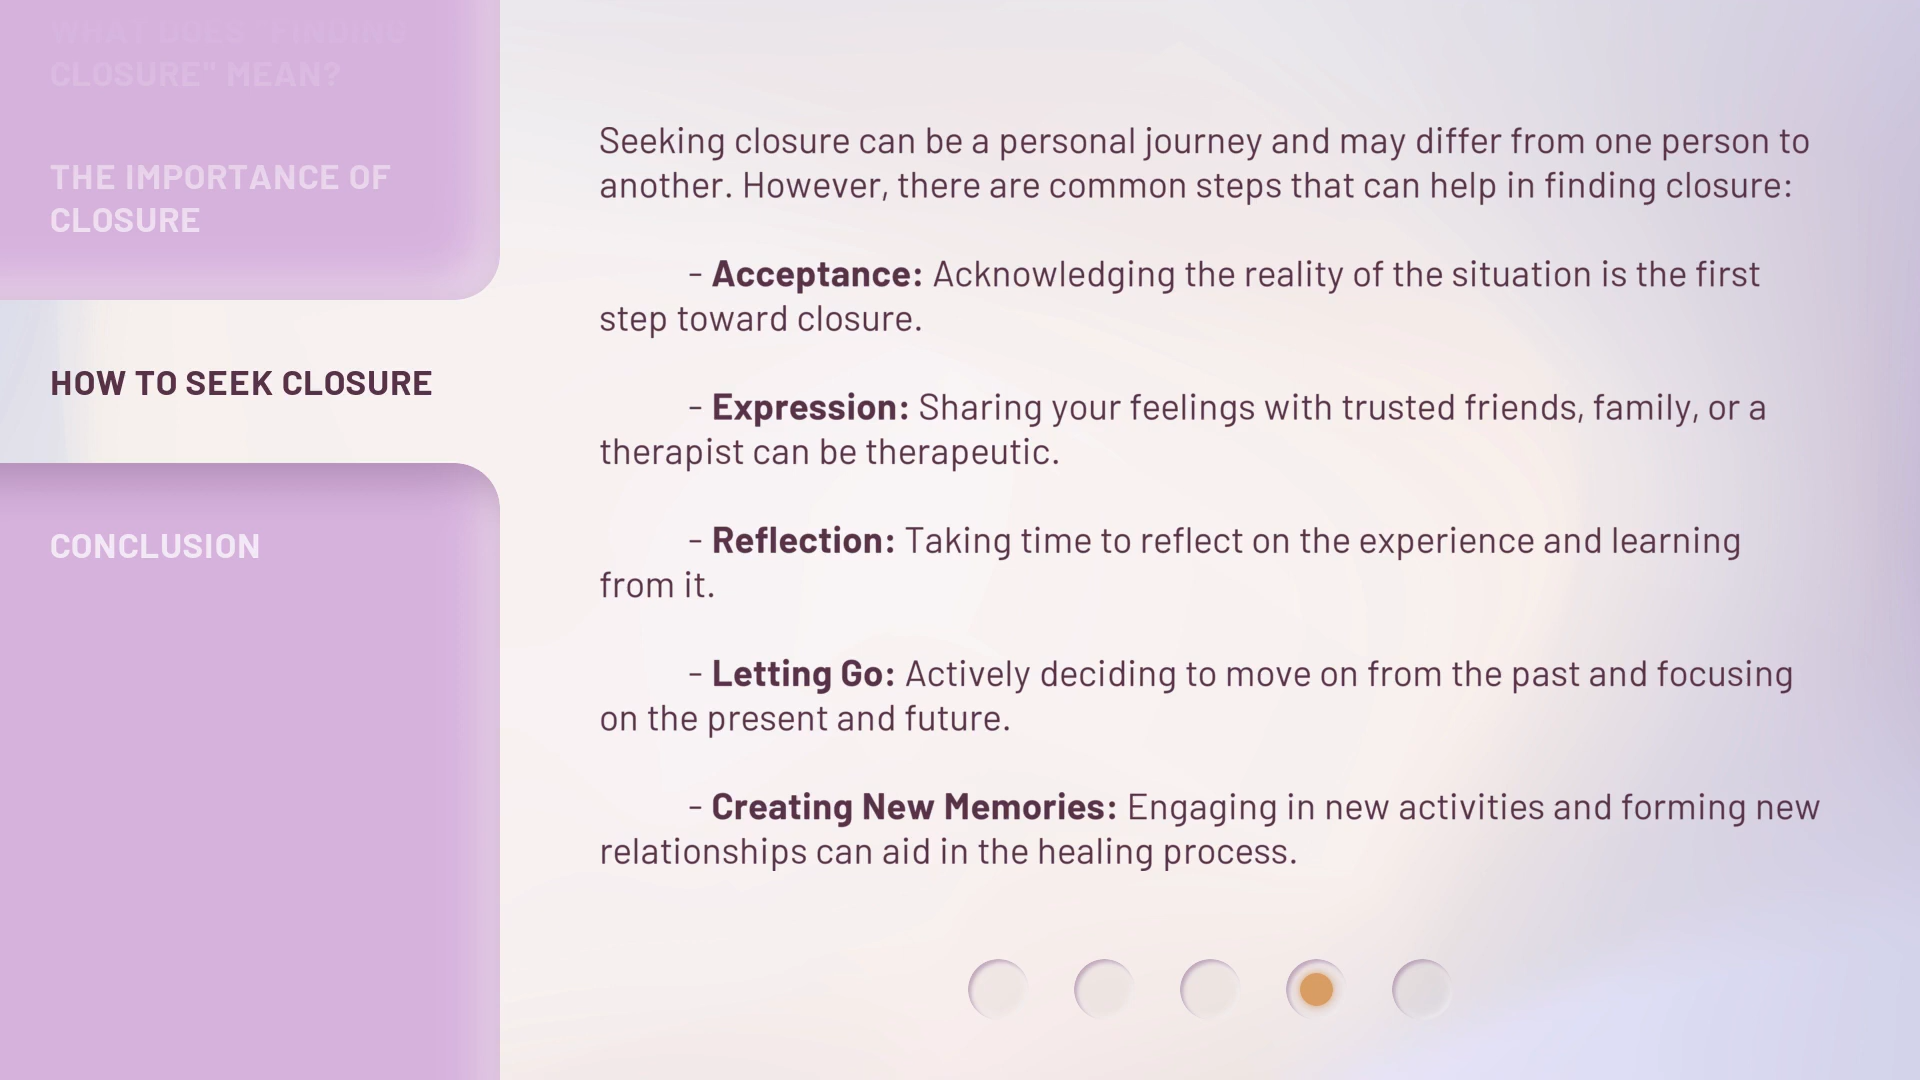 WHAT DOES "FINDING
CLOSURE" MEAN?
THE IMPORTANCE OF
CLOSURE
HOW TO SEEK CLOSURE
CONCLUSION
Seeking closure can be a personal journey and may differ from one person to
another. However, there are common steps that can help in finding closure:
- Acceptance: Acknowledging the reality of the situation is the first
step toward closure.
- Expression: Sharing your feelings with trusted friends, family, or a
therapist can be therapeutic.
- Reflection: Taking time to reflect on the experience and learning
from it.
- Letting Go: Actively deciding to move on from the past and focusing
on the present and future.
- Creating New Memories: Engaging in new activities and forming new
relationships can aid in the healing process.